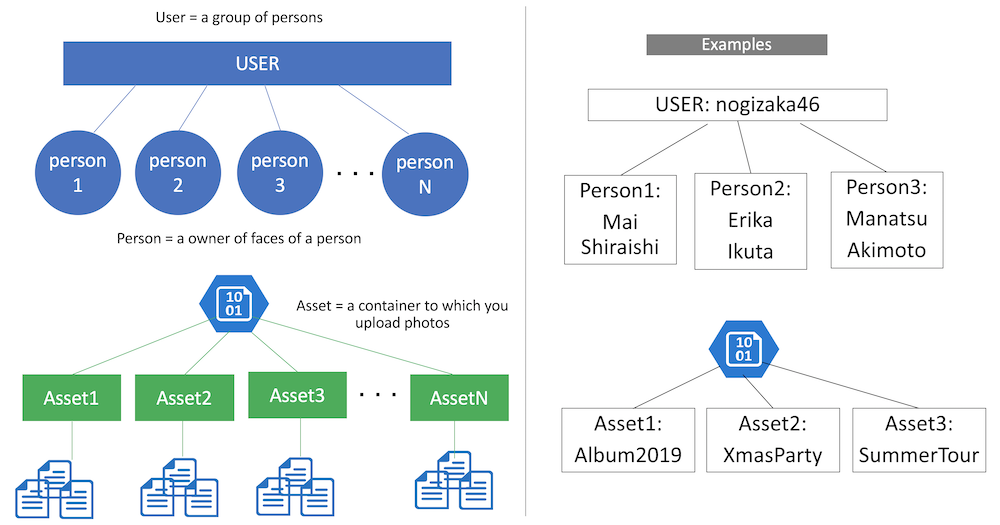 User = a group of persons
USER
person
1
person
2
person
3
. . .
person
N
Person = a owner of faces of a person
10
01
Asset = a container to which you
upload photos
Asset1
Asset2
Asset3
. . .
AssetN
Examples
USER: nogizaka46
Person1:
Mai
Shiraishi
Person2:
Erika
Ikuta
Person3:
Manatsu
Akimoto
10
01
Asset1:
Album2019
Asset2:
XmasParty
Asset3:
SummerTour